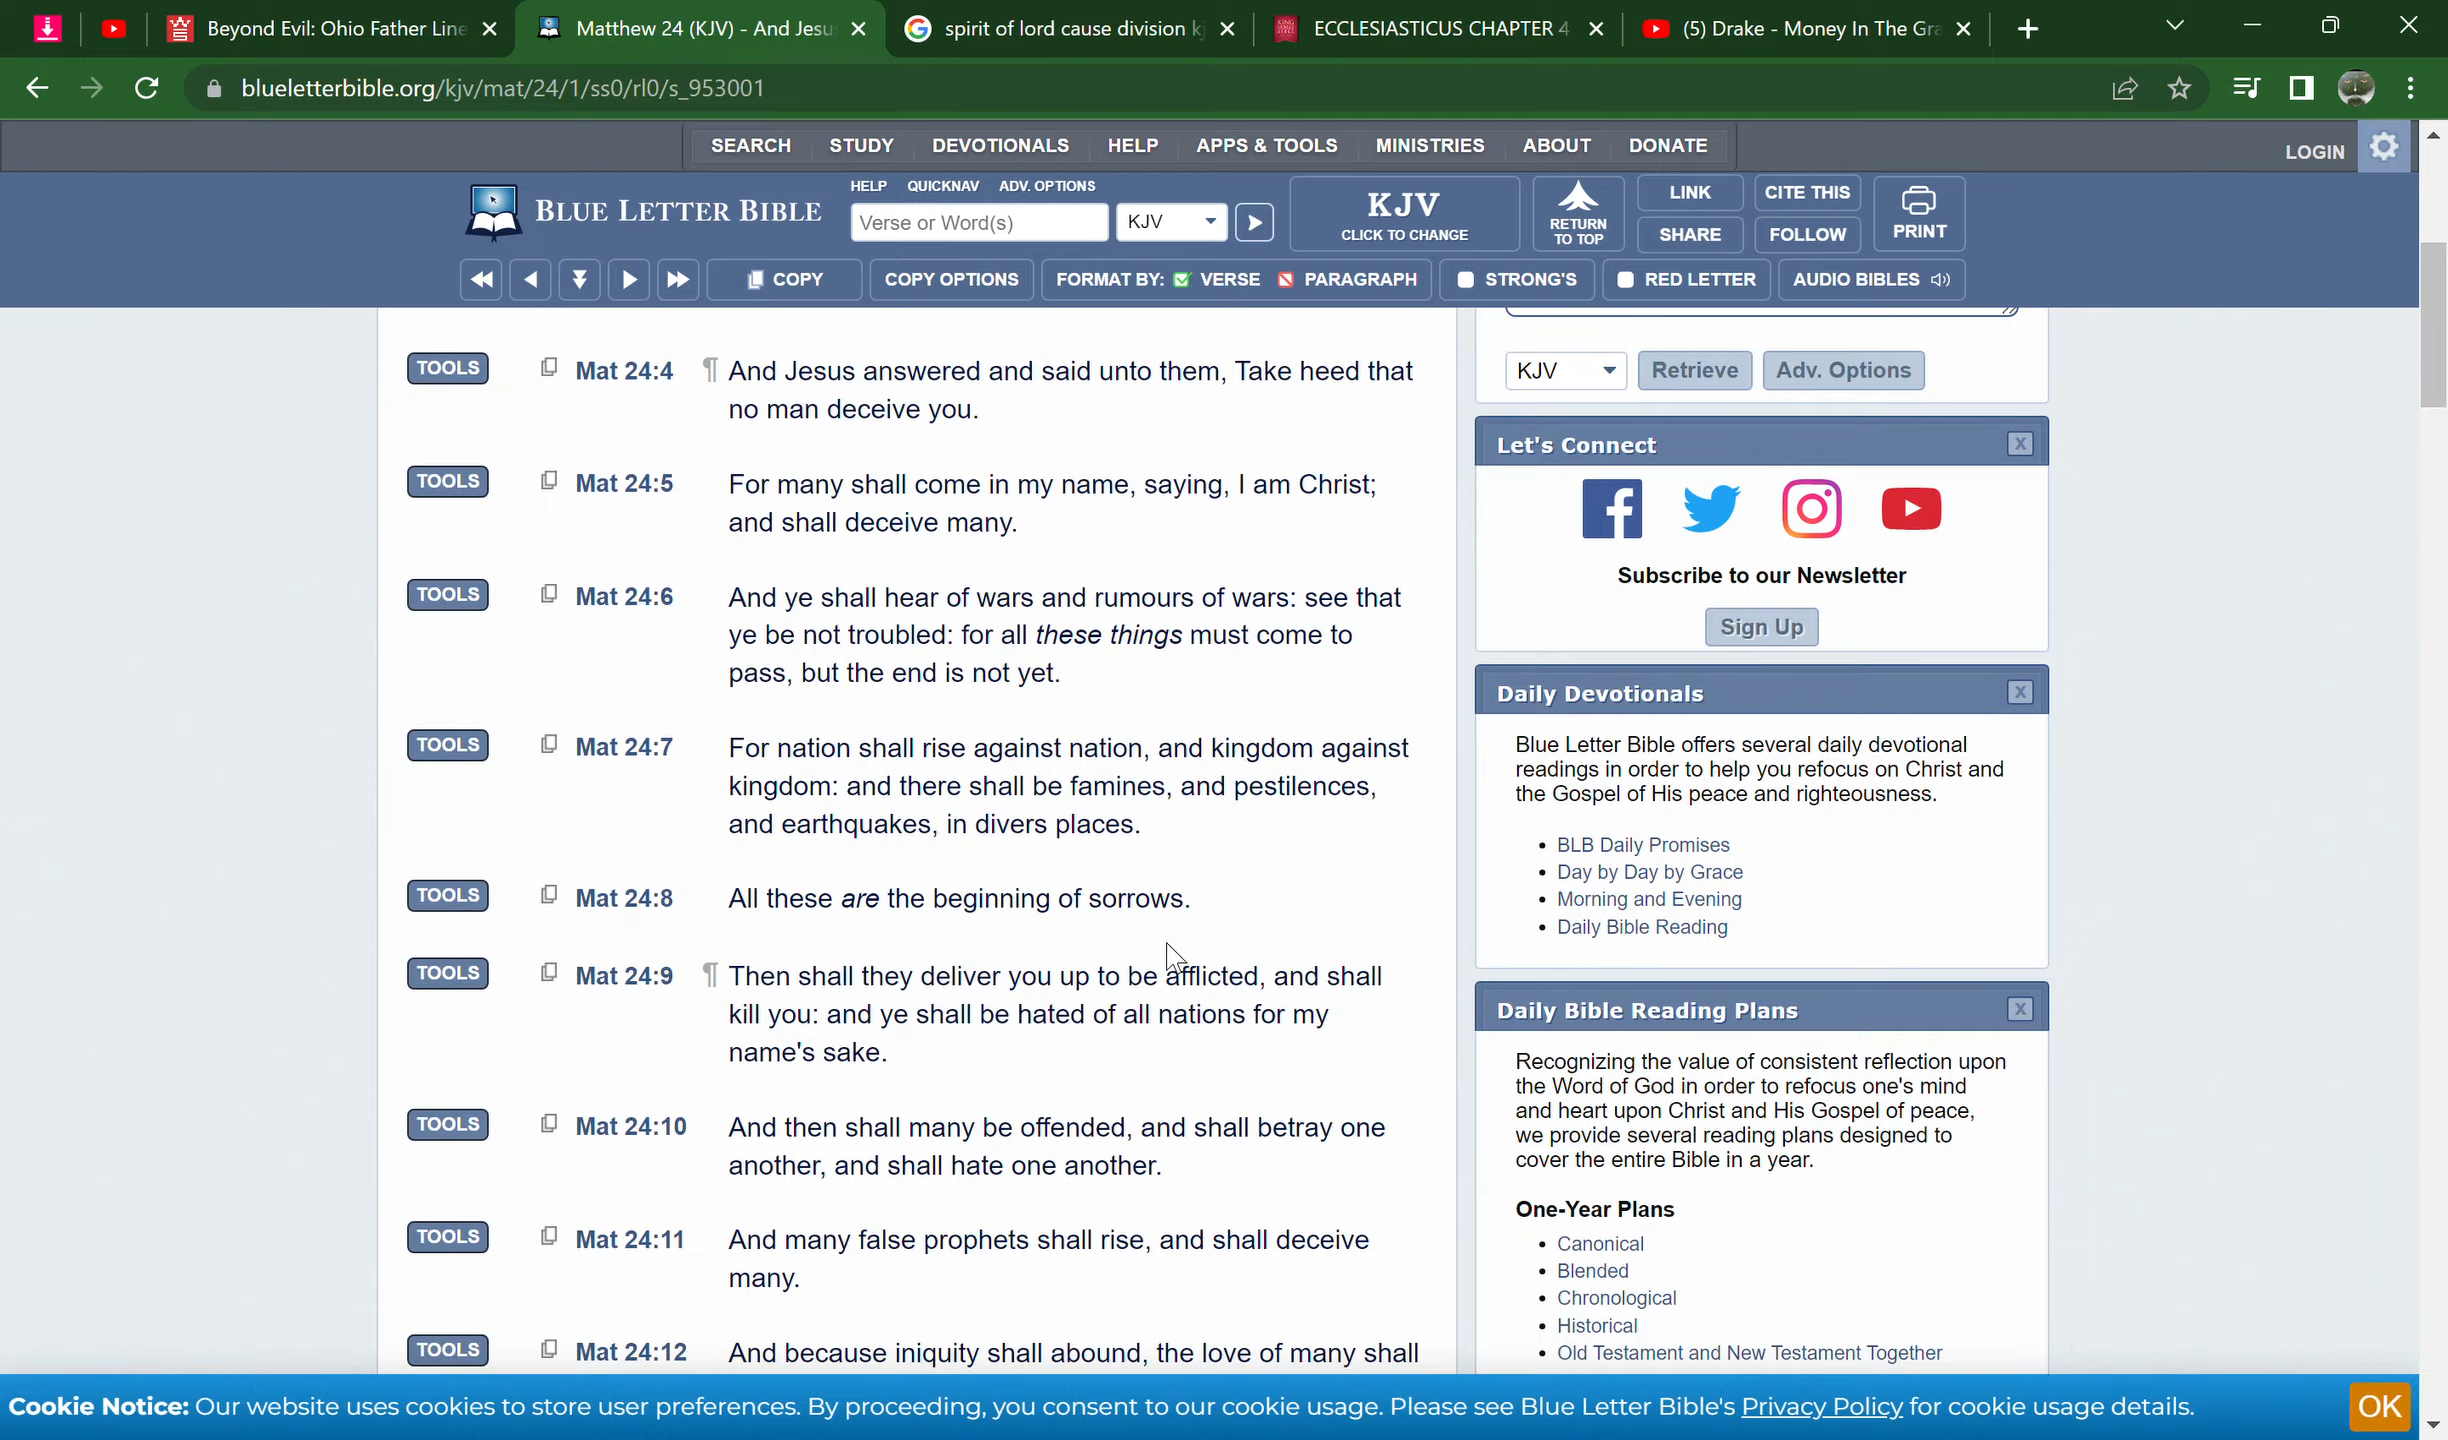 Beyond Evil: Ohio Father Line
Matthew 24 (KJV) - And Jesu
spirit of lord cause division k
ECCLESIASTICUS CHAPTER 4
(5) Drake - Money In The Gra
blueletterbible.org/kjv/mat/24/1/ss0/rl0/s_953001
SEARCH STUDY DEVOTIONALS HELP APPS & TOOLS MINISTRIES ABOUT DONATE
LOGIN
BLUE LETTER BIBLE
HELP QUICKNAV ADV. OPTIONS
Verse or Word(s)
KJV
KJV
CLICK TO CHANGE
RETURN
TO TOP
LINK
CITE THIS
SHARE
FOLLOW
PRINT
COPY
COPY OPTIONS
FORMAT BY: VERSE PARAGRAPH
STRONG'S
RED LETTER
AUDIO BIBLES
TOOLS Mat 24:4 ¶ And Jesus answered and said unto them, Take heed that
no man deceive you.
TOOLS Mat 24:5 For many shall come in my name, saying, I am Christ;
and shall deceive many.
TOOLS Mat 24:6 And ye shall hear of wars and rumours of wars: see that
ye be not troubled: for all these things must come to
pass, but the end is not yet.
TOOLS Mat 24:7 For nation shall rise against nation, and kingdom against
kingdom: and there shall be famines, and pestilences,
and earthquakes, in divers places.
TOOLS Mat 24:8 All these are the beginning of sorrows.
TOOLS Mat 24:9 ¶ Then shall they deliver you up to be afflicted, and shall
kill you: and ye shall be hated of all nations for my
name's sake.
TOOLS Mat 24:10 And then shall many be offended, and shall betray one
another, and shall hate one another.
TOOLS Mat 24:11 And many false prophets shall rise, and shall deceive
many.
TOOLS Mat 24:12 And because iniquity shall abound, the love of many shall
KJV Retrieve Adv. Options
Let's Connect
X
Subscribe to our Newsletter
Sign Up
Daily Devotionals
X
Blue Letter Bible offers several daily devotional
readings in order to help you refocus on Christ and
the Gospel of His peace and righteousness.
• BLB Daily Promises
• Day by Day by Grace
• Morning and Evening
• Daily Bible Reading
Daily Bible Reading Plans
X
Recognizing the value of consistent reflection upon
the Word of God in order to refocus one's mind
and heart upon Christ and His Gospel of peace,
we provide several reading plans designed to
cover the entire Bible in a year.
One-Year Plans
• Canonical
• Blended
• Chronological
• Historical
• Old Testament and New Testament Together
Cookie Notice: Our website uses cookies to store user preferences. By proceeding, you consent to our cookie usage. Please see Blue Letter Bible's Privacy Policy for cookie usage details.
OK